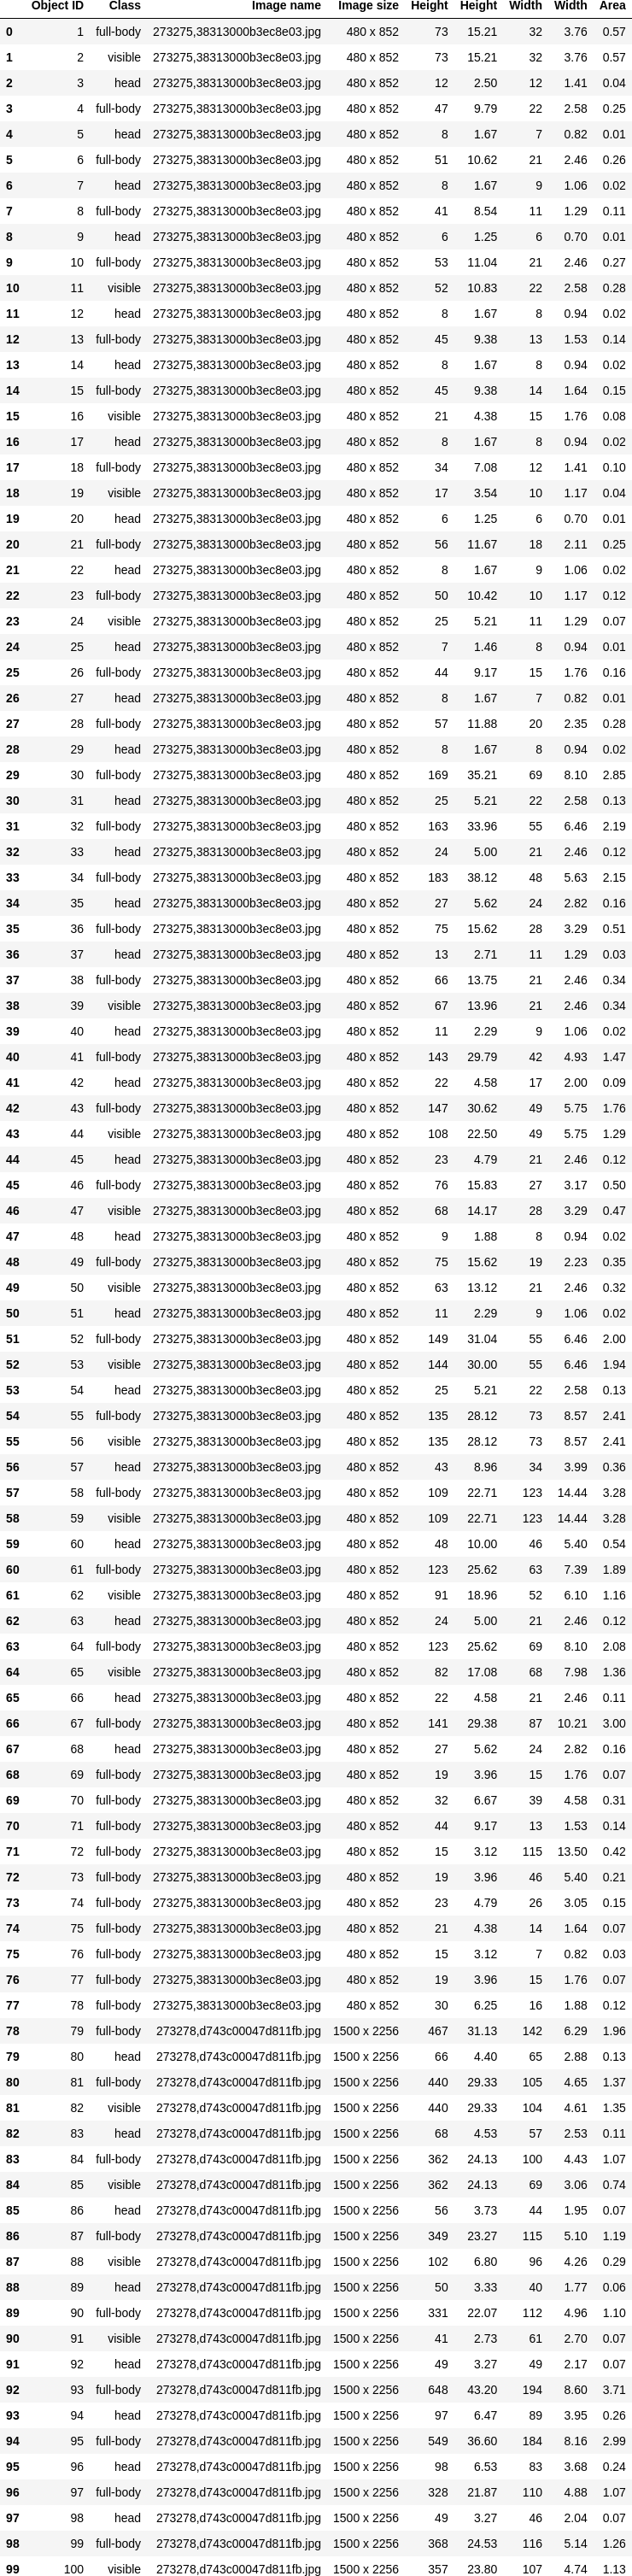 Object ID Class Image name Image size Height Height Width Width Area
0 1 full-body 273275,38313000b3ec8e03.jpg 480 x 852 73 15.21 32 3.76 0.57
1 2 visible 273275,38313000b3ec8e03.jpg 480 x 852 73 15.21 32 3.76 0.57
2 3 head 273275,38313000b3ec8e03.jpg 480 x 852 12 2.50 12 1.41 0.04
3 4 full-body 273275,38313000b3ec8e03.jpg 480 x 852 47 9.79 22 2.58 0.25
4 5 head 273275,38313000b3ec8e03.jpg 480 x 852 8 1.67 7 0.82 0.01
5 6 full-body 273275,38313000b3ec8e03.jpg 480 x 852 51 10.62 21 2.46 0.26
6 7 head 273275,38313000b3ec8e03.jpg 480 x 852 8 1.67 9 1.06 0.02
7 8 full-body 273275,38313000b3ec8e03.jpg 480 x 852 41 8.54 11 1.29 0.11
8 9 head 273275,38313000b3ec8e03.jpg 480 x 852 6 1.25 6 0.70 0.01
9 10 full-body 273275,38313000b3ec8e03.jpg 480 x 852 53 11.04 21 2.46 0.27
10 11 visible 273275,38313000b3ec8e03.jpg 480 x 852 52 10.83 22 2.58 0.28
11 12 head 273275,38313000b3ec8e03.jpg 480 x 852 8 1.67 8 0.94 0.02
12 13 full-body 273275,38313000b3ec8e03.jpg 480 x 852 45 9.38 13 1.53 0.14
13 14 head 273275,38313000b3ec8e03.jpg 480 x 852 8 1.67 8 0.94 0.02
14 15 full-body 273275,38313000b3ec8e03.jpg 480 x 852 45 9.38 14 1.64 0.15
15 16 visible 273275,38313000b3ec8e03.jpg 480 x 852 21 4.38 15 1.76 0.08
16 17 head 273275,38313000b3ec8e03.jpg 480 x 852 8 1.67 8 0.94 0.02
17 18 full-body 273275,38313000b3ec8e03.jpg 480 x 852 34 7.08 12 1.41 0.10
18 19 visible 273275,38313000b3ec8e03.jpg 480 x 852 17 3.54 10 1.17 0.04
19 20 head 273275,38313000b3ec8e03.jpg 480 x 852 6 1.25 6 0.70 0.01
20 21 full-body 273275,38313000b3ec8e03.jpg 480 x 852 56 11.67 18 2.11 0.25
21 22 head 273275,38313000b3ec8e03.jpg 480 x 852 8 1.67 9 1.06 0.02
22 23 full-body 273275,38313000b3ec8e03.jpg 480 x 852 50 10.42 10 1.17 0.12
23 24 visible 273275,38313000b3ec8e03.jpg 480 x 852 25 5.21 11 1.29 0.07
24 25 head 273275,38313000b3ec8e03.jpg 480 x 852 7 1.46 8 0.94 0.01
25 26 full-body 273275,38313000b3ec8e03.jpg 480 x 852 44 9.17 15 1.76 0.16
26 27 head 273275,38313000b3ec8e03.jpg 480 x 852 8 1.67 7 0.82 0.01
27 28 full-body 273275,38313000b3ec8e03.jpg 480 x 852 57 11.88 20 2.35 0.28
28 29 head 273275,38313000b3ec8e03.jpg 480 x 852 8 1.67 8 0.94 0.02
29 30 full-body 273275,38313000b3ec8e03.jpg 480 x 852 169 35.21 69 8.10 2.85
30 31 head 273275,38313000b3ec8e03.jpg 480 x 852 25 5.21 22 2.58 0.13
31 32 full-body 273275,38313000b3ec8e03.jpg 480 x 852 163 33.96 55 6.46 2.19
32 33 head 273275,38313000b3ec8e03.jpg 480 x 852 24 5.00 21 2.46 0.12
33 34 full-body 273275,38313000b3ec8e03.jpg 480 x 852 183 38.12 48 5.63 2.15
34 35 head 273275,38313000b3ec8e03.jpg 480 x 852 27 5.62 24 2.82 0.16
35 36 full-body 273275,38313000b3ec8e03.jpg 480 x 852 75 15.62 28 3.29 0.51
36 37 head 273275,38313000b3ec8e03.jpg 480 x 852 13 2.71 11 1.29 0.03
37 38 full-body 273275,38313000b3ec8e03.jpg 480 x 852 66 13.75 21 2.46 0.34
38 39 visible 273275,38313000b3ec8e03.jpg 480 x 852 67 13.96 21 2.46 0.34
39 40 head 273275,38313000b3ec8e03.jpg 480 x 852 11 2.29 9 1.06 0.02
40 41 full-body 273275,38313000b3ec8e03.jpg 480 x 852 143 29.79 42 4.93 1.47
41 42 head 273275,38313000b3ec8e03.jpg 480 x 852 22 4.58 17 2.00 0.09
42 43 full-body 273275,38313000b3ec8e03.jpg 480 x 852 147 30.62 49 5.75 1.76
43 44 visible 273275,38313000b3ec8e03.jpg 480 x 852 108 22.50 49 5.75 1.29
44 45 head 273275,38313000b3ec8e03.jpg 480 x 852 23 4.79 21 2.46 0.12
45 46 full-body 273275,38313000b3ec8e03.jpg 480 x 852 76 15.83 27 3.17 0.50
46 47 visible 273275,38313000b3ec8e03.jpg 480 x 852 68 14.17 28 3.29 0.47
47 48 head 273275,38313000b3ec8e03.jpg 480 x 852 9 1.88 8 0.94 0.02
48 49 full-body 273275,38313000b3ec8e03.jpg 480 x 852 75 15.62 19 2.23 0.35
49 50 visible 273275,38313000b3ec8e03.jpg 480 x 852 63 13.12 21 2.46 0.32
50 51 head 273275,38313000b3ec8e03.jpg 480 x 852 11 2.29 9 1.06 0.02
51 52 full-body 273275,38313000b3ec8e03.jpg 480 x 852 149 31.04 55 6.46 2.00
52 53 visible 273275,38313000b3ec8e03.jpg 480 x 852 144 30.00 55 6.46 1.94
53 54 head 273275,38313000b3ec8e03.jpg 480 x 852 25 5.21 22 2.58 0.13
54 55 full-body 273275,38313000b3ec8e03.jpg 480 x 852 135 28.12 73 8.57 2.41
55 56 visible 273275,38313000b3ec8e03.jpg 480 x 852 135 28.12 73 8.57 2.41
56 57 head 273275,38313000b3ec8e03.jpg 480 x 852 43 8.96 34 3.99 0.36
57 58 full-body 273275,38313000b3ec8e03.jpg 480 x 852 109 22.71 123 14.44 3.28
58 59 visible 273275,38313000b3ec8e03.jpg 480 x 852 109 22.71 123 14.44 3.28
59 60 head 273275,38313000b3ec8e03.jpg 480 x 852 48 10.00 46 5.40 0.54
60 61 full-body 273275,38313000b3ec8e03.jpg 480 x 852 123 25.62 63 7.39 1.89
61 62 visible 273275,38313000b3ec8e03.jpg 480 x 852 91 18.96 52 6.10 1.16
62 63 head 273275,38313000b3ec8e03.jpg 480 x 852 24 5.00 21 2.46 0.12
63 64 full-body 273275,38313000b3ec8e03.jpg 480 x 852 123 25.62 69 8.10 2.08
64 65 visible 273275,38313000b3ec8e03.jpg 480 x 852 82 17.08 68 7.98 1.36
65 66 head 273275,38313000b3ec8e03.jpg 480 x 852 22 4.58 21 2.46 0.11
66 67 full-body 273275,38313000b3ec8e03.jpg 480 x 852 141 29.38 87 10.21 3.00
67 68 head 273275,38313000b3ec8e03.jpg 480 x 852 27 5.62 24 2.82 0.16
68 69 full-body 273275,38313000b3ec8e03.jpg 480 x 852 19 3.96 15 1.76 0.07
69 70 full-body 273275,38313000b3ec8e03.jpg 480 x 852 32 6.67 39 4.58 0.31
70 71 full-body 273275,38313000b3ec8e03.jpg 480 x 852 44 9.17 13 1.53 0.14
71 72 full-body 273275,38313000b3ec8e03.jpg 480 x 852 15 3.12 115 13.50 0.42
72 73 full-body 273275,38313000b3ec8e03.jpg 480 x 852 19 3.96 46 5.40 0.21
73 74 full-body 273275,38313000b3ec8e03.jpg 480 x 852 23 4.79 26 3.05 0.15
74 75 full-body 273275,38313000b3ec8e03.jpg 480 x 852 21 4.38 14 1.64 0.07
75 76 full-body 273275,38313000b3ec8e03.jpg 480 x 852 15 3.12 7 0.82 0.03
76 77 full-body 273275,38313000b3ec8e03.jpg 480 x 852 19 3.96 15 1.76 0.07
77 78 full-body 273275,38313000b3ec8e03.jpg 480 x 852 30 6.25 16 1.88 0.12
78 79 full-body 273278,d743c00047d811fb.jpg 1500 x 2256 467 31.13 142 6.29 1.96
79 80 head 273278,d743c00047d811fb.jpg 1500 x 2256 66 4.40 65 2.88 0.13
80 81 full-body 273278,d743c00047d811fb.jpg 1500 x 2256 440 29.33 105 4.65 1.37
81 82 visible 273278,d743c00047d811fb.jpg 1500 x 2256 440 29.33 104 4.61 1.35
82 83 head 273278,d743c00047d811fb.jpg 1500 x 2256 68 4.53 57 2.53 0.11
83 84 full-body 273278,d743c00047d811fb.jpg 1500 x 2256 362 24.13 100 4.43 1.07
84 85 visible 273278,d743c00047d811fb.jpg 1500 x 2256 362 24.13 69 3.06 0.74
85 86 head 273278,d743c00047d811fb.jpg 1500 x 2256 56 3.73 44 1.95 0.07
86 87 full-body 273278,d743c00047d811fb.jpg 1500 x 2256 349 23.27 115 5.10 1.19
87 88 visible 273278,d743c00047d811fb.jpg 1500 x 2256 102 6.80 96 4.26 0.29
88 89 head 273278,d743c00047d811fb.jpg 1500 x 2256 50 3.33 40 1.77 0.06
89 90 full-body 273278,d743c00047d811fb.jpg 1500 x 2256 331 22.07 112 4.96 1.10
90 91 visible 273278,d743c00047d811fb.jpg 1500 x 2256 41 2.73 61 2.70 0.07
91 92 head 273278,d743c00047d811fb.jpg 1500 x 2256 49 3.27 49 2.17 0.07
92 93 full-body 273278,d743c00047d811fb.jpg 1500 x 2256 648 43.20 194 8.60 3.71
93 94 head 273278,d743c00047d811fb.jpg 1500 x 2256 97 6.47 89 3.95 0.26
94 95 full-body 273278,d743c00047d811fb.jpg 1500 x 2256 549 36.60 184 8.16 2.99
95 96 head 273278,d743c00047d811fb.jpg 1500 x 2256 98 6.53 83 3.68 0.24
96 97 full-body 273278,d743c00047d811fb.jpg 1500 x 2256 328 21.87 110 4.88 1.07
97 98 head 273278,d743c00047d811fb.jpg 1500 x 2256 49 3.27 46 2.04 0.07
98 99 full-body 273278,d743c00047d811fb.jpg 1500 x 2256 368 24.53 116 5.14 1.26
99 100 visible 273278,d743c00047d811fb.jpg 1500 x 2256 357 23.80 107 4.74 1.13